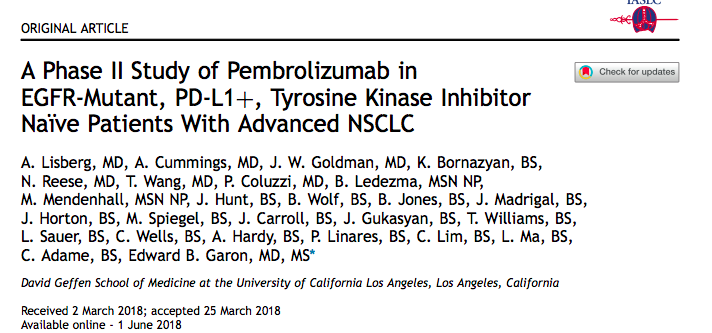 IASLC
ORIGINAL ARTICLE
A Phase II Study of Pembrolizumab in
Check for updates
EGFR-Mutant, PD-L1+, Tyrosine Kinase Inhibitor
Naïve Patients With Advanced NSCLC
A. Lisberg, MD, A. Cummings, MD, J. W. Goldman, MD, K. Bornazyan, BS,
N. Reese, MD, T. Wang, MD, P. Coluzzi, MD, B. Ledezma, MSN NP,
M. Mendenhall, MSN NP, J. Hunt, BS, B. Wolf, BS, B. Jones, BS, J. Madrigal, BS,
J. Horton, BS, M. Spiegel, BS, J. Carroll, BS, J. Gukasyan, BS, T. Williams, BS,
L. Sauer, BS, C. Wells, BS, A. Hardy, BS, P. Linares, BS, C. Lim, BS, L. Ma, BS,
C. Adame, BS, Edward B. Garon, MD, MS*
David Geffen School of Medicine at the University of California Los Angeles, Los Angeles, California
Received 2 March 2018; accepted 25 March 2018
Available online - 1 June 2018